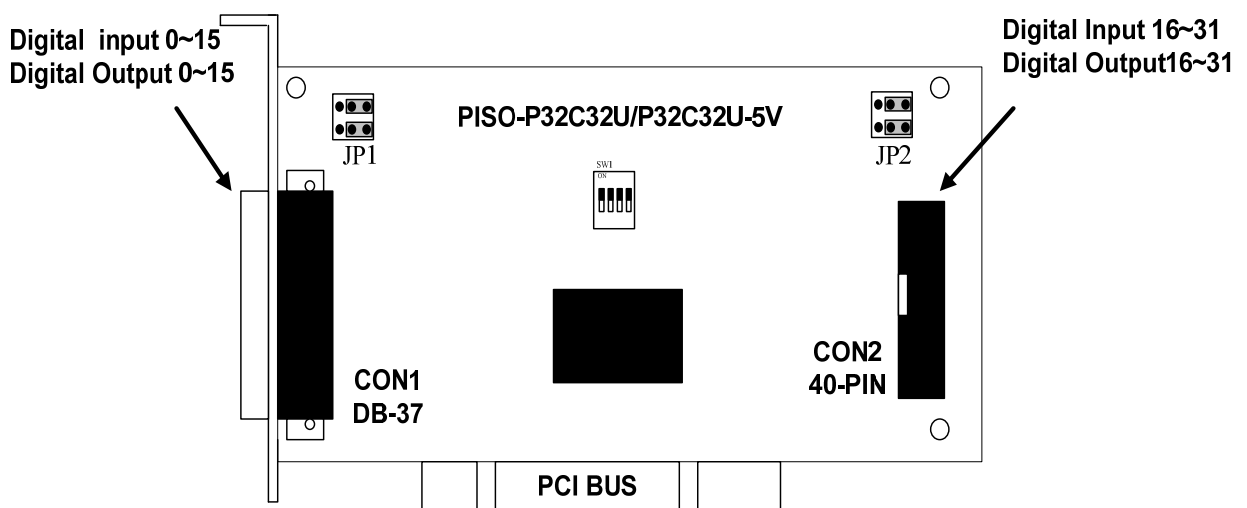 Digital input 0~15
Digital Output 0~15
Digital Input 16~31
Digital Output16~31
PISO-P32C32U/P32C32U-5V
JP1
JP2
SW1
ON
CON1
DB-37
CON2
40-PIN
PCI BUS